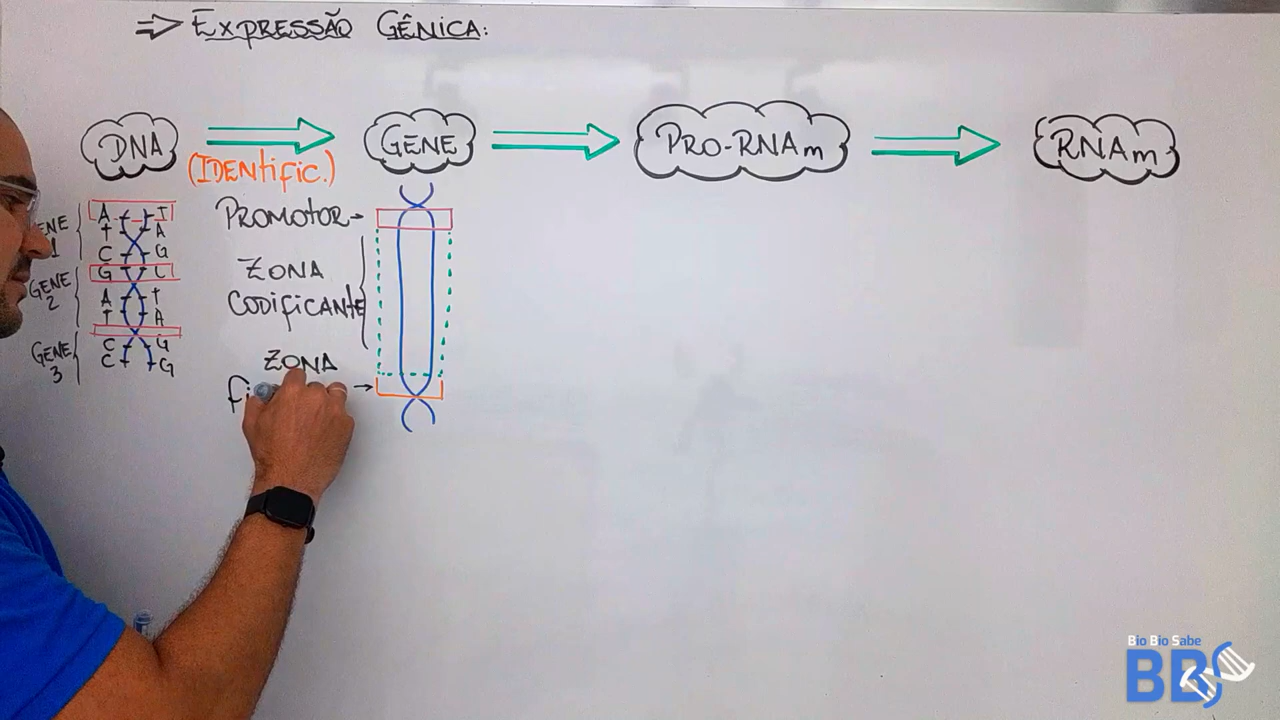 ⇒ EXPRESSÃO GÊNICA:
DNA
(IDENTIFIC.)
GENE
PRO-RNAm
RNAm
GENE 1
A T
T A
C G
GENE 2
G C
A T
T A
GENE 3
C G
C G
PROMOTOR
ZONA
CODIFICANTE
ZONA
Bio Bio Sabe
BBS